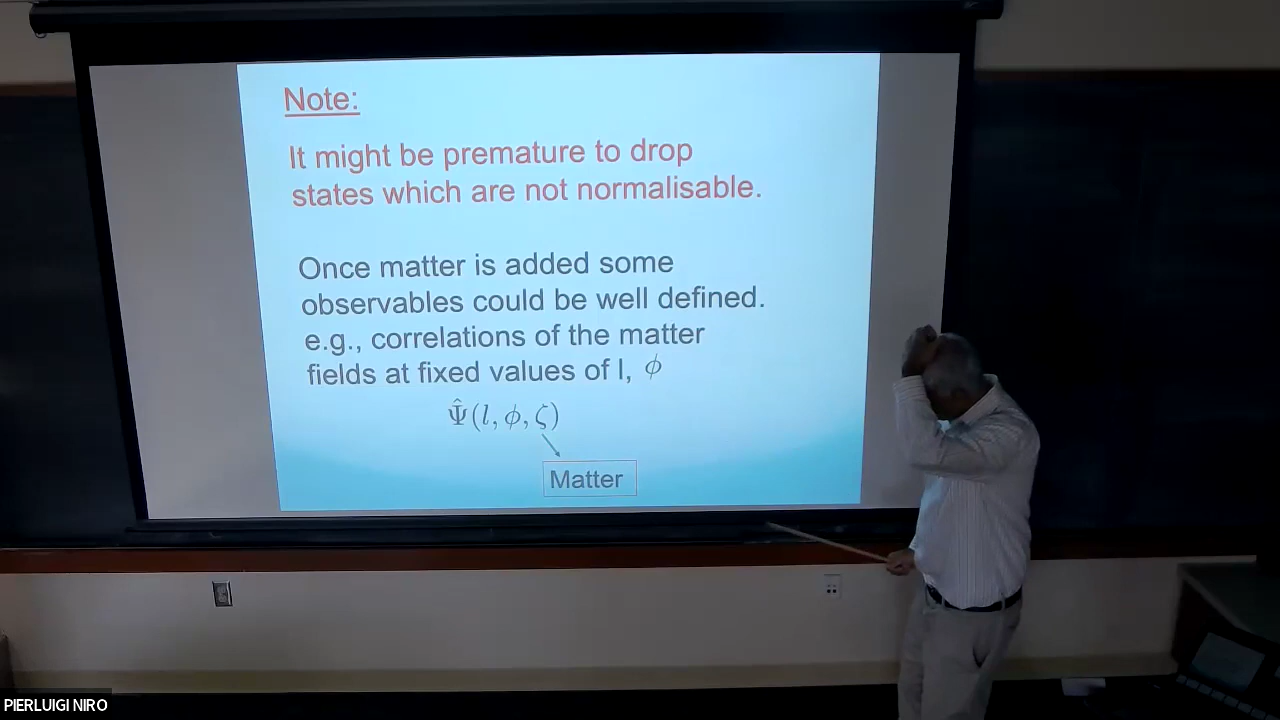 Note:
It might be premature to drop
states which are not normalisable.
Once matter is added some
observables could be well defined.
e.g., correlations of the matter
fields at fixed values of l, ϕ
Ψ̂(l, ϕ, ζ)
Matter
PIERLUIGI NIRO